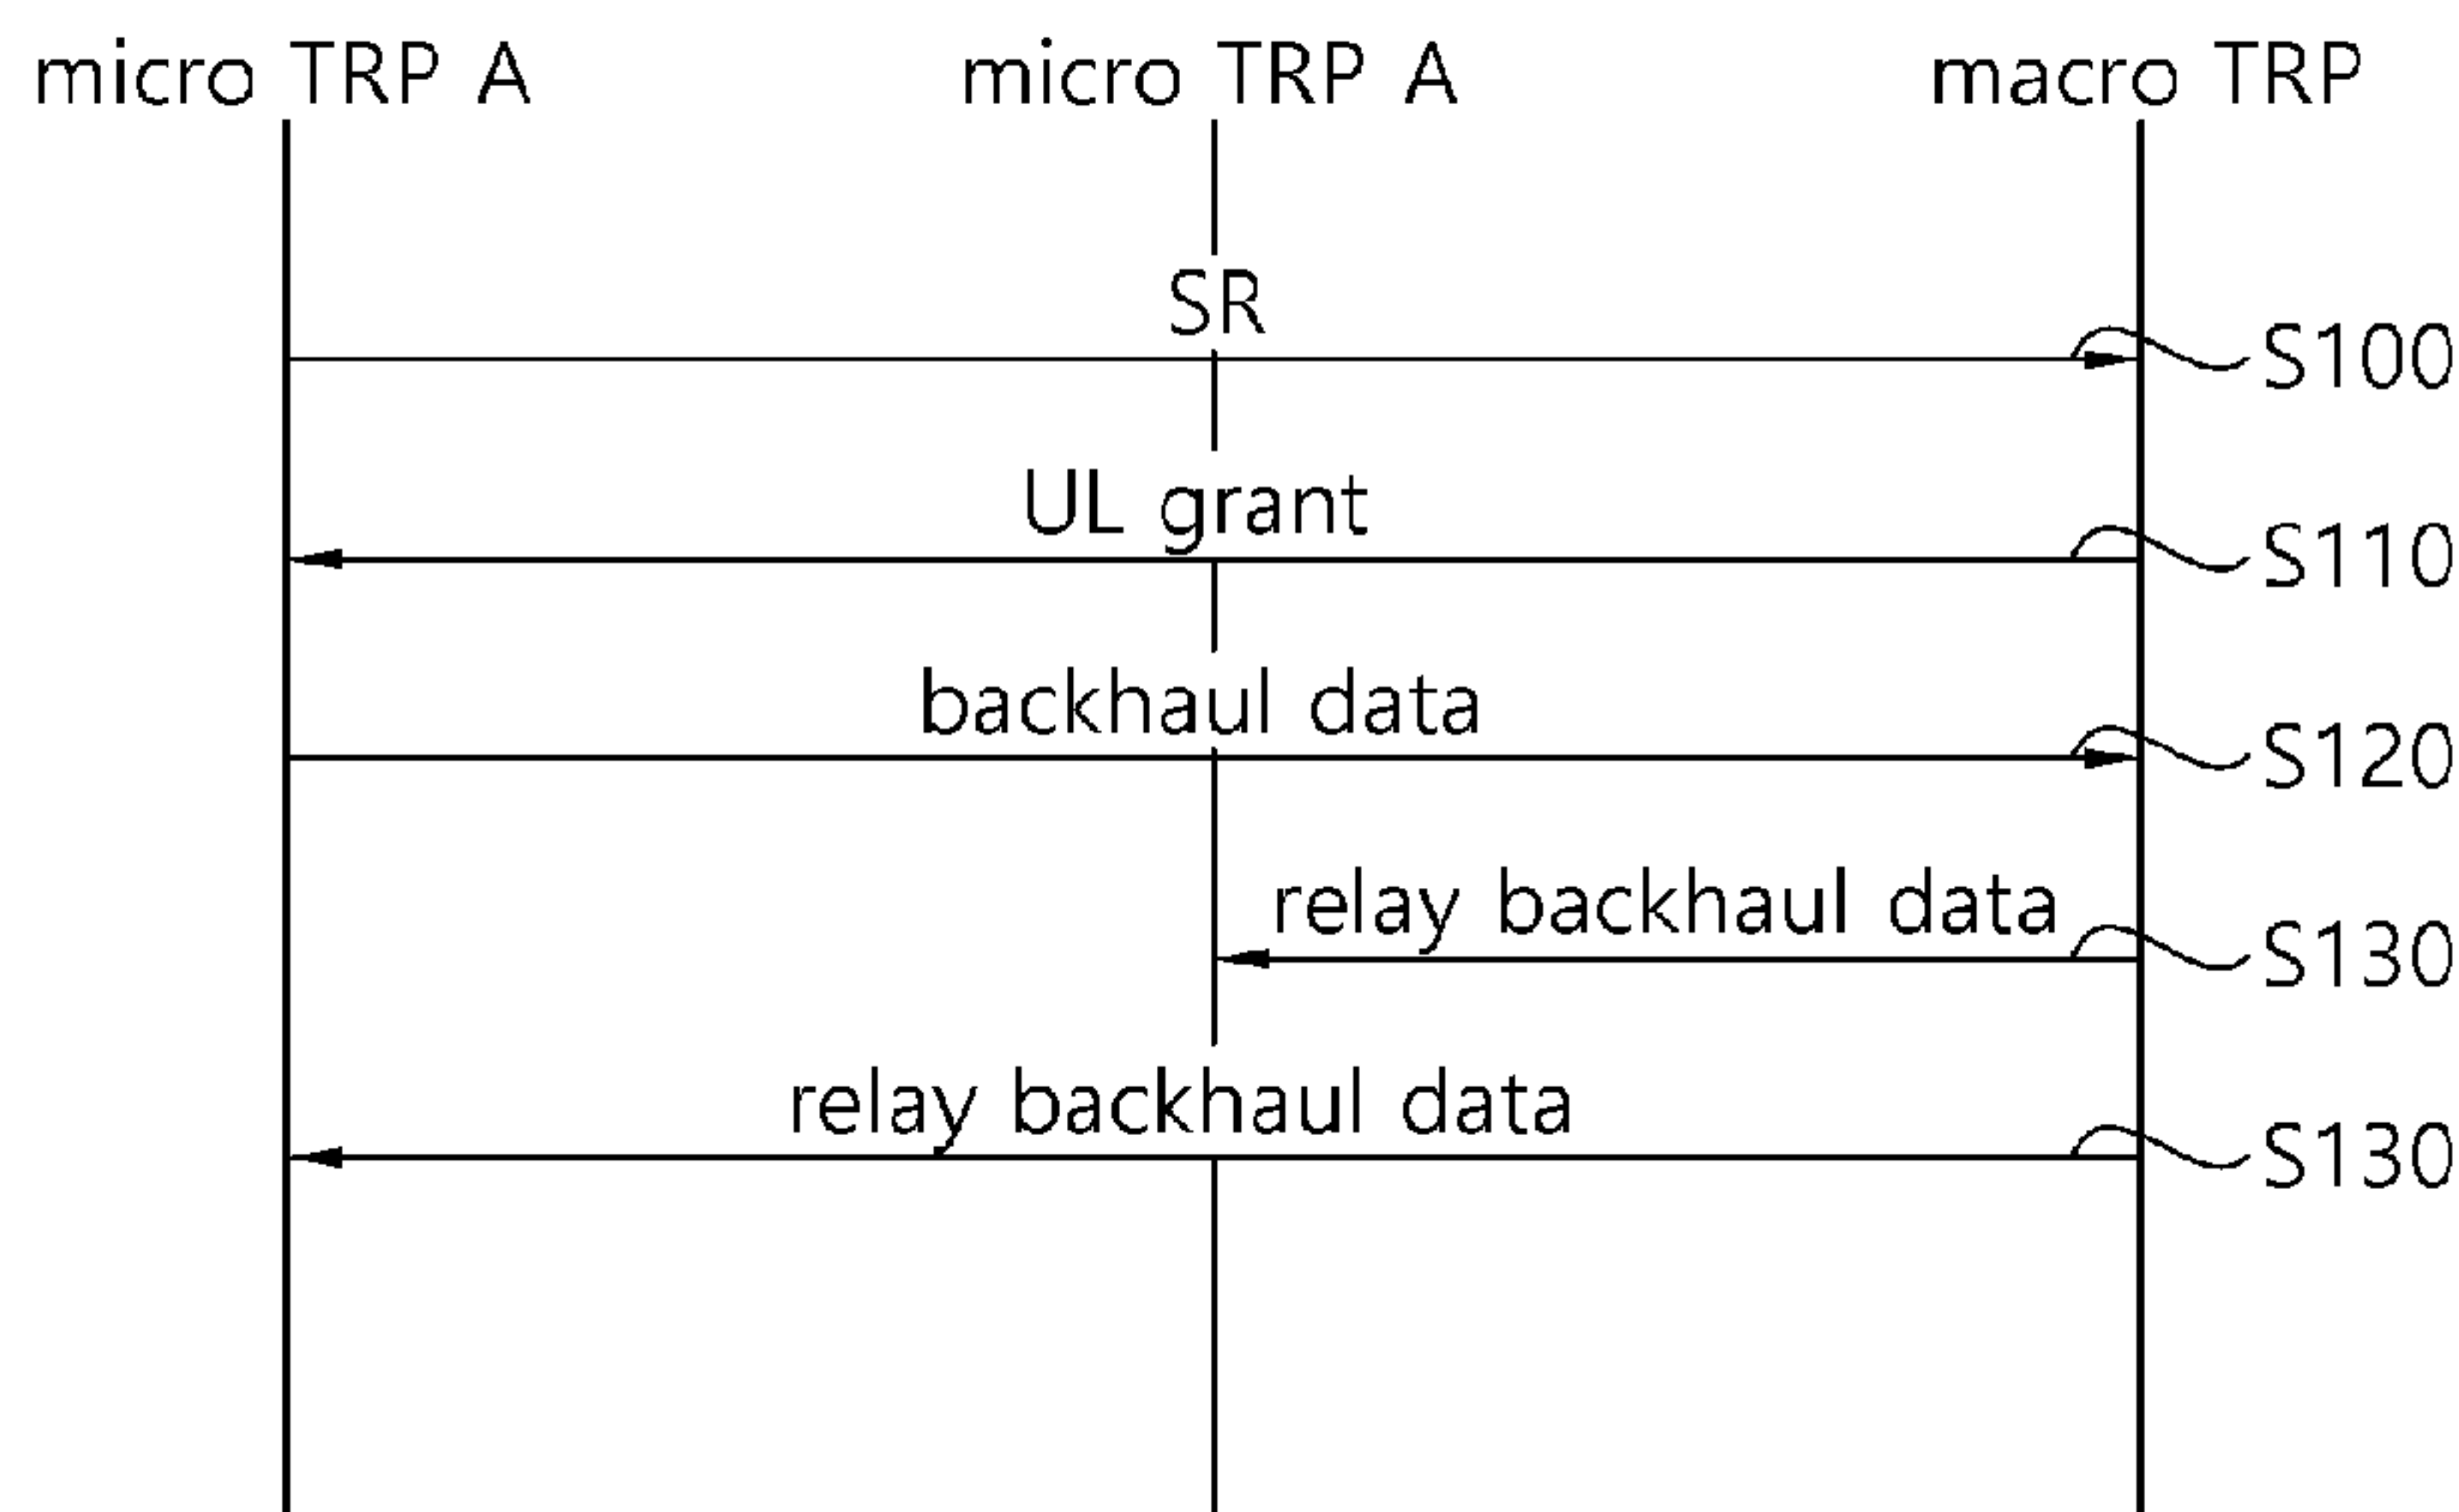 micro TRP A micro TRP A macro TRP
SR
S100
UL grant
S110
backhaul data
S120
relay backhaul data
S130
relay backhaul data
S130